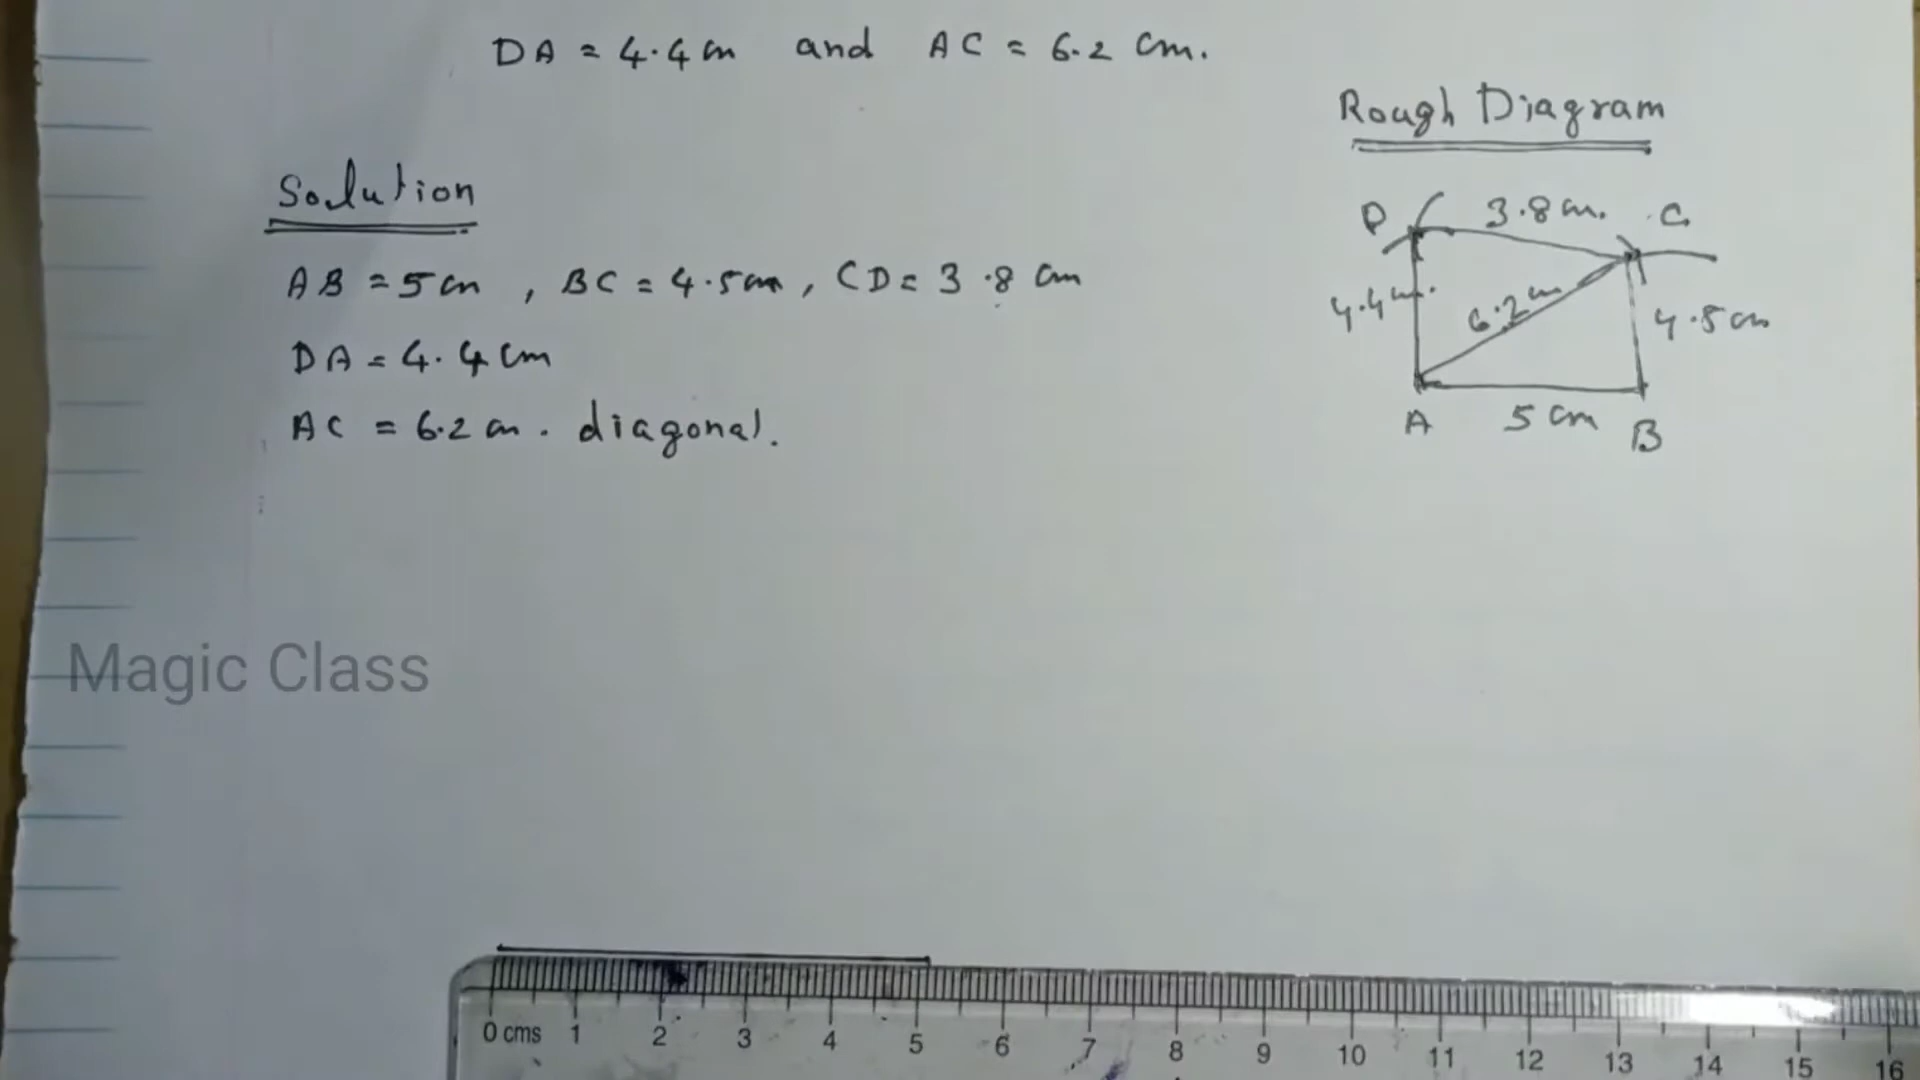 DA = 4.4 cm and AC = 6.2 cm.
Rough Diagram
Solution
D 3.8 cm. C
AB = 5 cm , BC = 4.5 cm , CD = 3.8 cm
4.4 cm. 6.2 cm 4.5 cm
DA = 4.4 cm
A 5 cm B
AC = 6.2 cm . diagonal.
Magic Class
0 cms 1 2 3 4 5 6 7 8 9 10 11 12 13 14 15 16